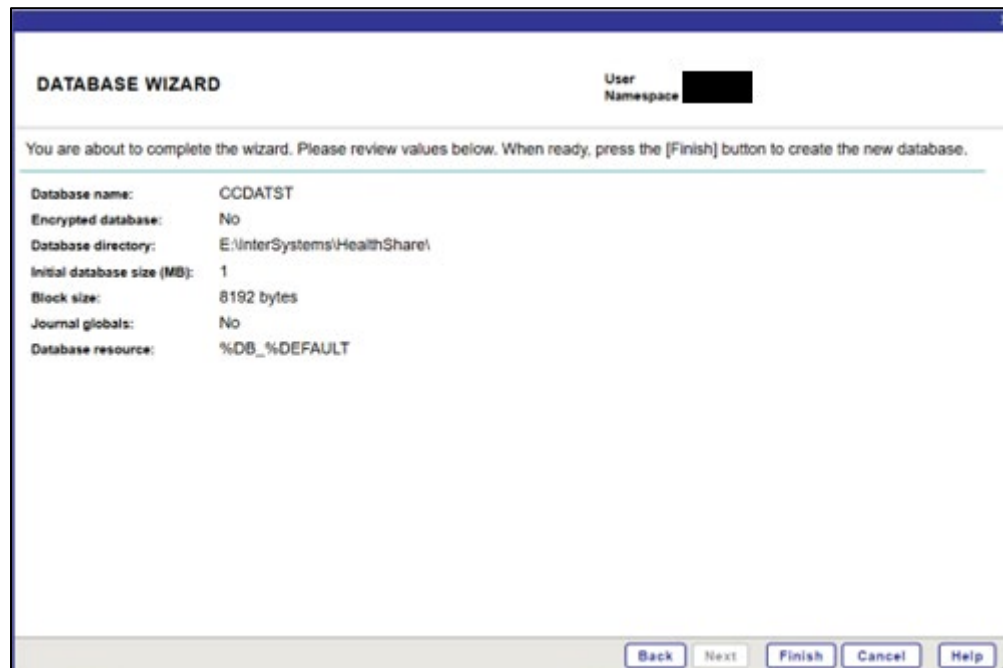 DATABASE WIZARD
User
Namespace
You are about to complete the wizard. Please review values below. When ready, press the [Finish] button to create the new database.
Database name: CCDATST
Encrypted database: No
Database directory: E:\InterSystems\HealthShare\
Initial database size (MB): 1
Block size: 8192 bytes
Journal globals: No
Database resource: %DB_%DEFAULT
Back Next Finish Cancel Help